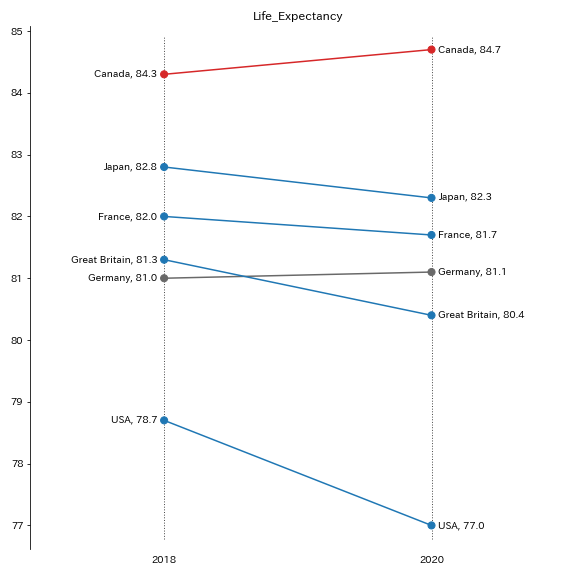 Life_Expectancy
85
84
83
82
81
80
79
78
77
Canada, 84.3
Canada, 84.7
Japan, 82.8
Japan, 82.3
France, 82.0
France, 81.7
Great Britain, 81.3
Germany, 81.0
Germany, 81.1
Great Britain, 80.4
USA, 78.7
USA, 77.0
2018
2020